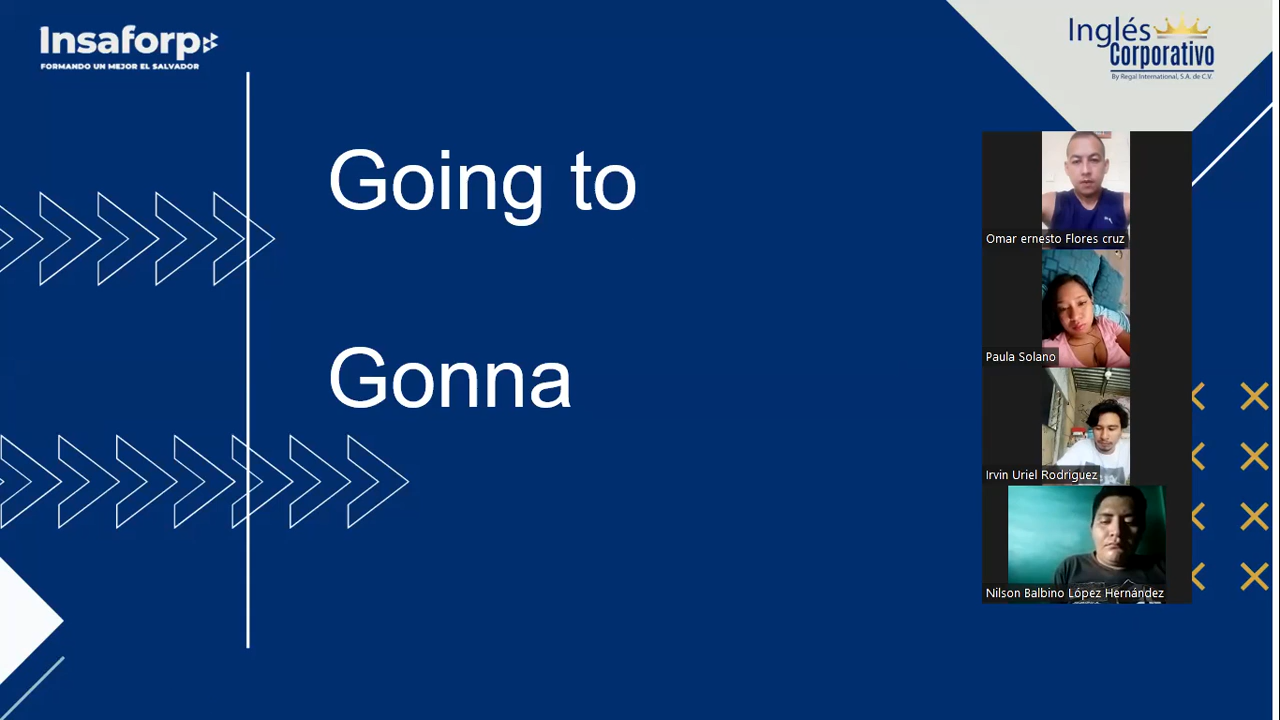 Insaforp
FORMANDO UN MEJOR EL SALVADOR
Inglés
Corporativo
By Regal International, S.A. de C.V.
Going to
Gonna
Omar ernesto Flores cruz
Paula Solano
Irvin Uriel Rodriguez
Nilson Balbino López Hernández